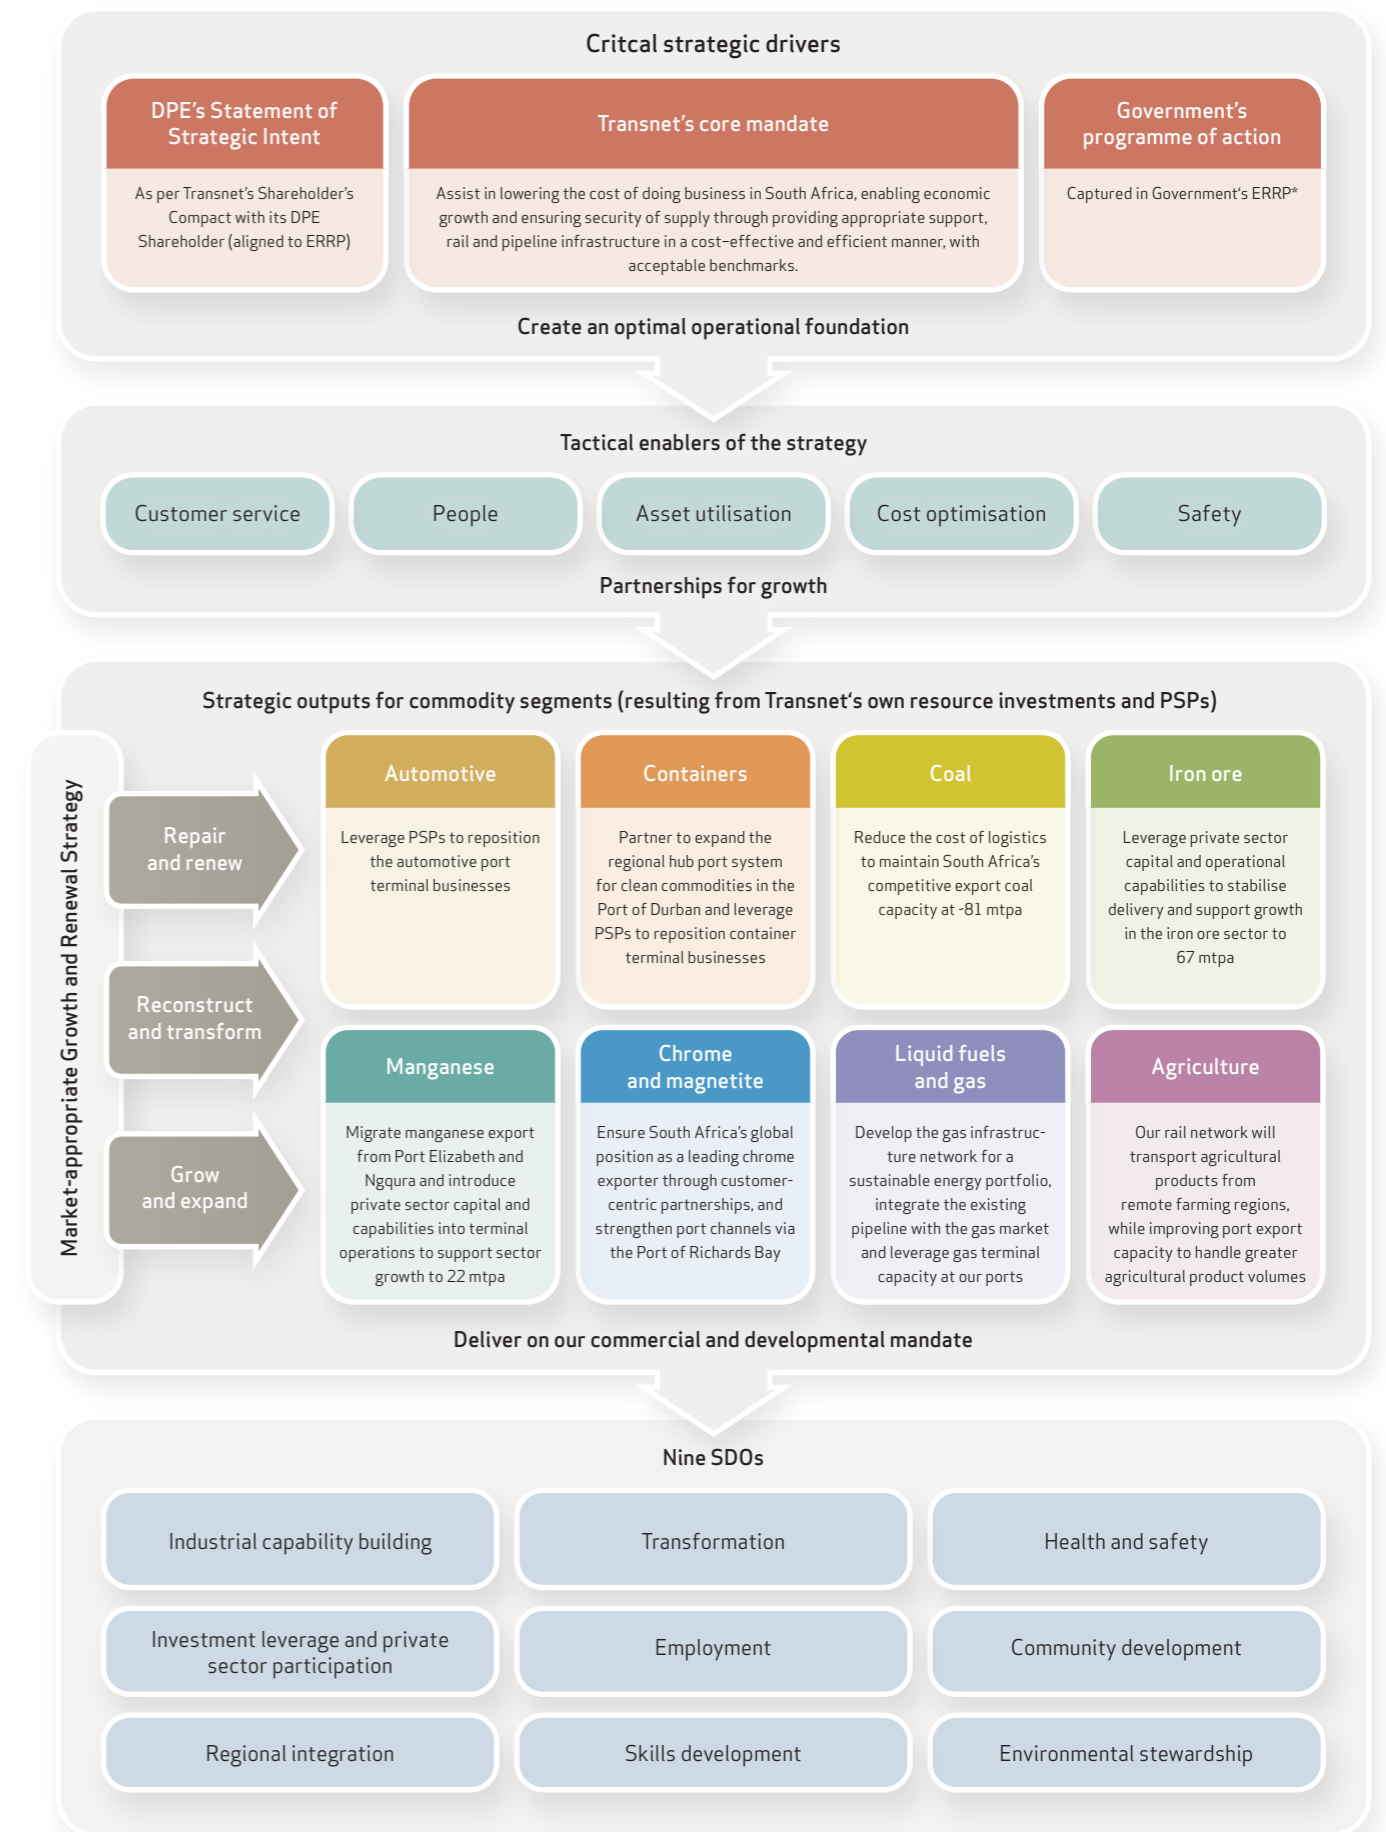 Critcal strategic drivers
DPE's Statement of
Strategic Intent
As per Transnet's Shareholder's
Compact with its DPE
Shareholder (aligned to ERRP)
Transnet's core mandate
Assist in lowering the cost of doing business in South Africa, enabling economic
growth and ensuring security of supply through providing appropriate support,
rail and pipeline infrastructure in a cost-effective and efficient manner, with
acceptable benchmarks.
Government's
programme of action
Captured in Government's ERRP*
Create an optimal operational foundation
Tactical enablers of the strategy
Customer service
People
Asset utilisation
Cost optimisation
Safety
Partnerships for growth
Strategic outputs for commodity segments (resulting from Transnet's own resource investments and PSPs)
Market-appropriate Growth and Renewal Strategy
Repair
and renew
Reconstruct
and transform
Grow
and expand
Automotive
Leverage PSPs to reposition
the automotive port
terminal businesses
Containers
Partner to expand the
regional hub port system
for clean commodities in the
Port of Durban and leverage
PSPs to reposition container
terminal businesses
Coal
Reduce the cost of logistics
to maintain South Africa's
competitive export coal
capacity at -81 mtpa
Iron ore
Leverage private sector
capital and operational
capabilities to stabilise
delivery and support growth
in the iron ore sector to
67 mtpa
Manganese
Migrate manganese export
from Port Elizabeth and
Ngqura and introduce
private sector capital and
capabilities into terminal
operations to support sector
growth to 22 mtpa
Chrome
and magnetite
Ensure South Africa's global
position as a leading chrome
exporter through customer-
centric partnerships, and
strengthen port channels via
the Port of Richards Bay
Liquid fuels
and gas
Develop the gas infrastruc-
ture network for a
sustainable energy portfolio,
integrate the existing
pipeline with the gas market
and leverage gas terminal
capacity at our ports
Agriculture
Our rail network will
transport agricultural
products from
remote farming regions,
while improving port export
capacity to handle greater
agricultural product volumes
Deliver on our commercial and developmental mandate
Nine SDOs
Industrial capability building
Transformation
Health and safety
Investment leverage and private
sector participation
Employment
Community development
Regional integration
Skills development
Environmental stewardship